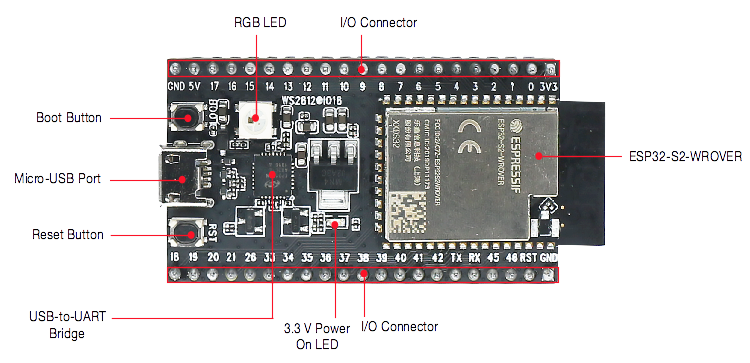 RGB LED
I/O Connector
GND 5V 17 16 15 14 13 12 11 10 9 8 7 6 5 4 3 2 1 0 3V3
WS2812@IO18
Boot Button
BOOT
ESPRESSIF
ESP32-S2-WROVER
ESP32-S2-WROVER
Micro-USB Port
Reset Button
RST
18 19 20 21 26 33 34 35 36 37 38 39 40 41 42 TX RX 45 46 RST GND
USB-to-UART
Bridge
3.3 V Power
On LED
I/O Connector